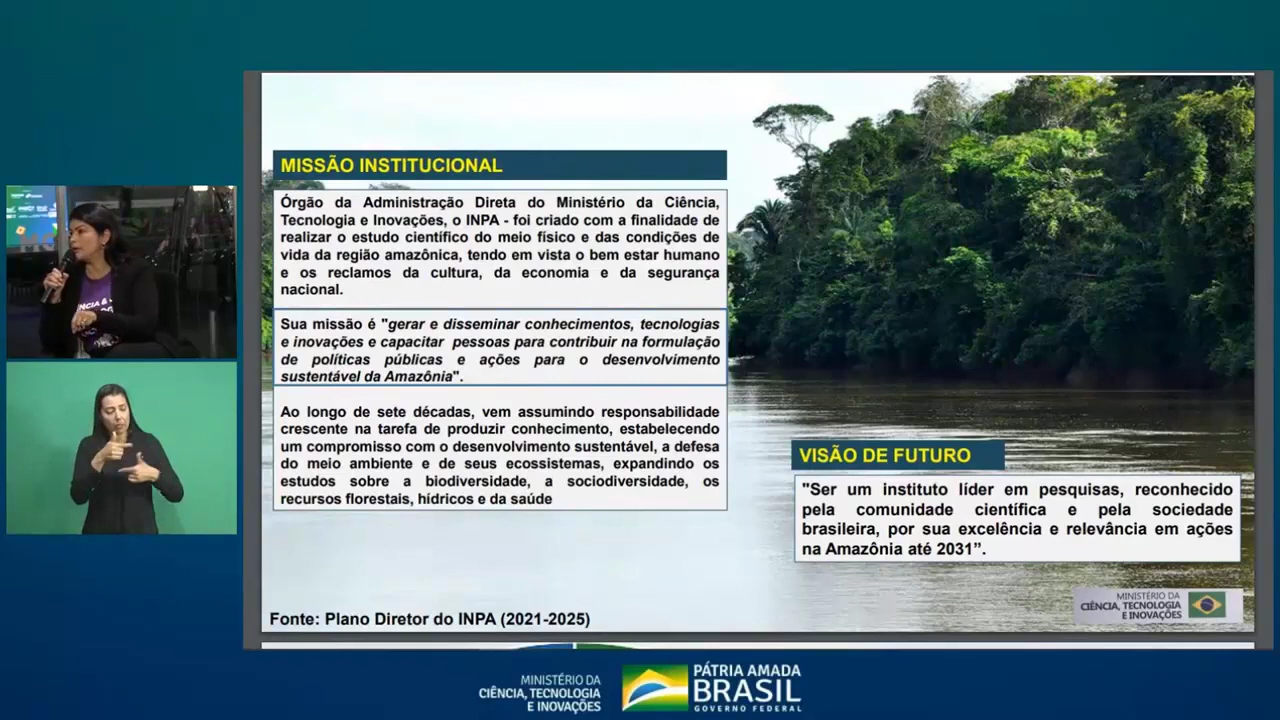 MISSÃO INSTITUCIONAL
Órgão da Administração Direta do Ministério da Ciência,
Tecnologia e Inovações, o INPA - foi criado com a finalidade de
realizar o estudo científico do meio físico e das condições de
vida da região amazônica, tendo em vista o bem estar humano
e os reclamos da cultura, da economia e da segurança
nacional.
Sua missão é "gerar e disseminar conhecimentos, tecnologias
e inovações e capacitar pessoas para contribuir na formulação
de políticas públicas e ações para o desenvolvimento
sustentável da Amazônia".
Ao longo de sete décadas, vem assumindo responsabilidade
crescente na tarefa de produzir conhecimento, estabelecendo
um compromisso com o desenvolvimento sustentável, a defesa
do meio ambiente e de seus ecossistemas, expandindo os
estudos sobre a biodiversidade, a sociodiversidade, os
recursos florestais, hídricos e da saúde
VISÃO DE FUTURO
"Ser um instituto líder em pesquisas, reconhecido
pela comunidade científica e pela sociedade
brasileira, por sua excelência e relevância em ações
na Amazônia até 2031”.
MINISTÉRIO DA
CIÊNCIA, TECNOLOGIA
E INOVAÇÕES
Fonte: Plano Diretor do INPA (2021-2025)
MINISTÉRIO DA
CIÊNCIA, TECNOLOGIA
E INOVAÇÕES
PÁTRIA AMADA
BRASIL
GOVERNO FEDERAL